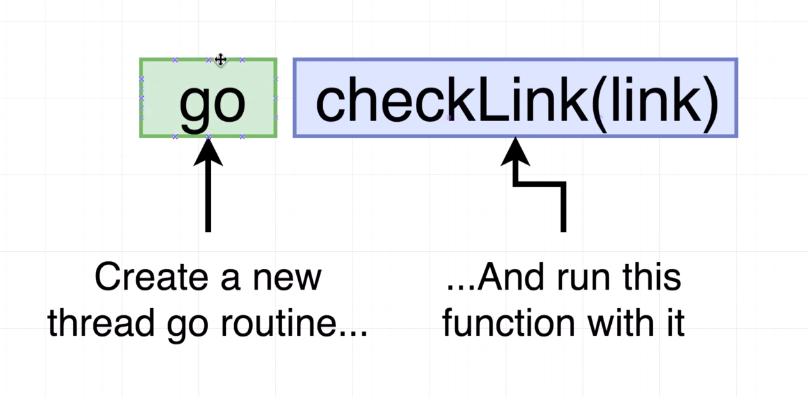 go checkLink(link)
Create a new
thread go routine...
...And run this
function with it